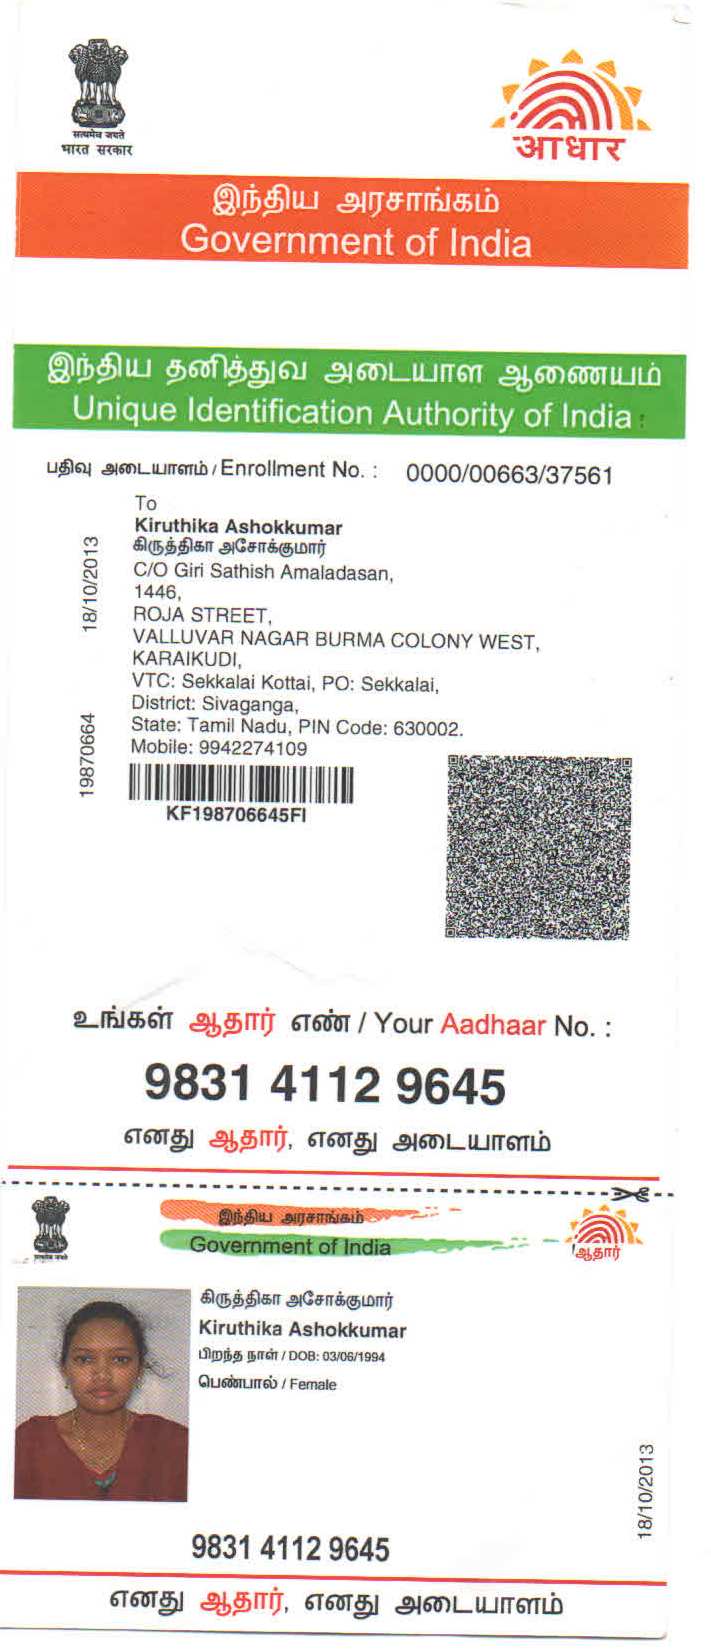 सत्यमेव जयते
भारत सरकार
आधार
இந்திய அரசாங்கம்
Government of India
இந்திய தனித்துவ அடையாள ஆணையம்
Unique Identification Authority of India
பதிவு அடையாளம் / Enrollment No. : 0000/00663/37561
18/10/2013
To
Kiruthika Ashokkumar
கிருத்திகா அசோக்குமார்
C/O Giri Sathish Amaladasan,
1446,
ROJA STREET,
VALLUVAR NAGAR BURMA COLONY WEST,
KARAIKUDI,
VTC: Sekkalai Kottai, PO: Sekkalai,
District: Sivaganga,
State: Tamil Nadu, PIN Code: 630002.
Mobile: 9942274109
19870664
KF198706645FI
உங்கள் ஆதார் எண் / Your Aadhaar No. :
9831 4112 9645
எனது ஆதார், எனது அடையாளம்
இந்திய அரசாங்கம்
Government of India
ஆதார்
கிருத்திகா அசோக்குமார்
Kiruthika Ashokkumar
பிறந்த நாள் / DOB: 03/06/1994
பெண்பால் / Female
18/10/2013
9831 4112 9645
எனது ஆதார், எனது அடையாளம்